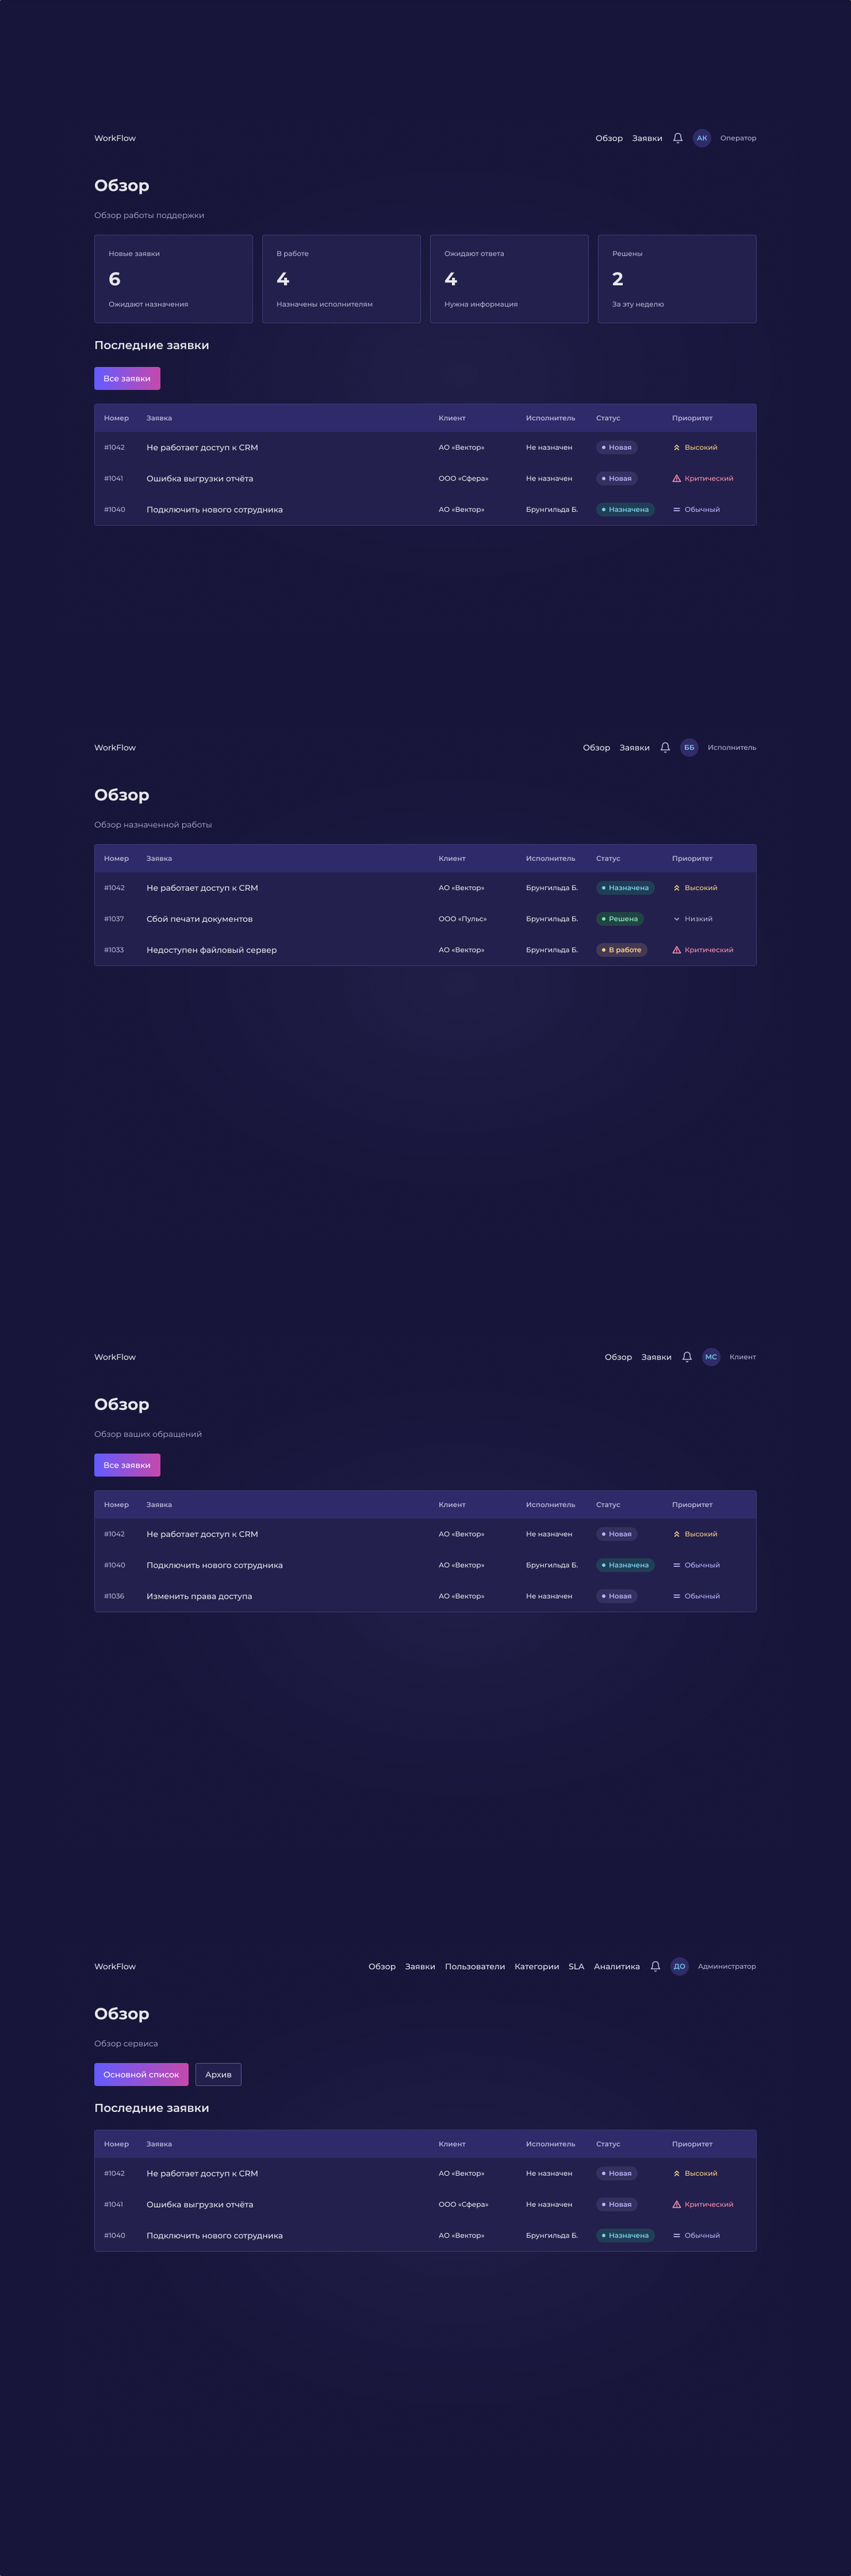 WorkFlow Обзор Заявки АК Оператор
Обзор
Обзор работы поддержки
Новые заявки В работе Ожидают ответа Решены
6 4 4 2
Ожидают назначения Назначены исполнителям Нужна информация За эту неделю
Последние заявки
Все заявки
Номер Заявка Клиент Исполнитель Статус Приоритет
#1042 Не работает доступ к CRM АО «Вектор» Не назначен Новая Высокий
#1041 Ошибка выгрузки отчёта ООО «Сфера» Не назначен Новая Критический
#1040 Подключить нового сотрудника АО «Вектор» Брунгильда Б. Назначена Обычный
WorkFlow Обзор Заявки ББ Исполнитель
Обзор
Обзор назначенной работы
Номер Заявка Клиент Исполнитель Статус Приоритет
#1042 Не работает доступ к CRM АО «Вектор» Брунгильда Б. Назначена Высокий
#1037 Сбой печати документов ООО «Пульс» Брунгильда Б. Решена Низкий
#1033 Недоступен файловый сервер АО «Вектор» Брунгильда Б. В работе Критический
WorkFlow Обзор Заявки МС Клиент
Обзор
Обзор ваших обращений
Все заявки
Номер Заявка Клиент Исполнитель Статус Приоритет
#1042 Не работает доступ к CRM АО «Вектор» Не назначен Новая Высокий
#1040 Подключить нового сотрудника АО «Вектор» Брунгильда Б. Назначена Обычный
#1036 Изменить права доступа АО «Вектор» Не назначен Новая Обычный
WorkFlow Обзор Заявки Пользователи Категории SLA Аналитика ДО Администратор
Обзор
Обзор сервиса
Основной список Архив
Последние заявки
Номер Заявка Клиент Исполнитель Статус Приоритет
#1042 Не работает доступ к CRM АО «Вектор» Не назначен Новая Высокий
#1041 Ошибка выгрузки отчёта ООО «Сфера» Не назначен Новая Критический
#1040 Подключить нового сотрудника АО «Вектор» Брунгильда Б. Назначена Обычный